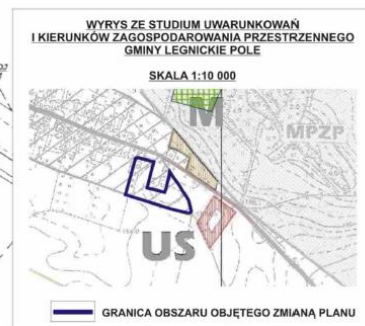 WYRYS ZE STUDIUM UWARUNKOWAŃ
I KIERUNKÓW ZAGOSPODAROWANIA PRZESTRZENNEGO
GMINY LEGNICKIE POLE
SKALA 1:10 000
M
MPZP
US
GRANICA OBSZARU OBJĘTEGO ZMIANĄ PLANU